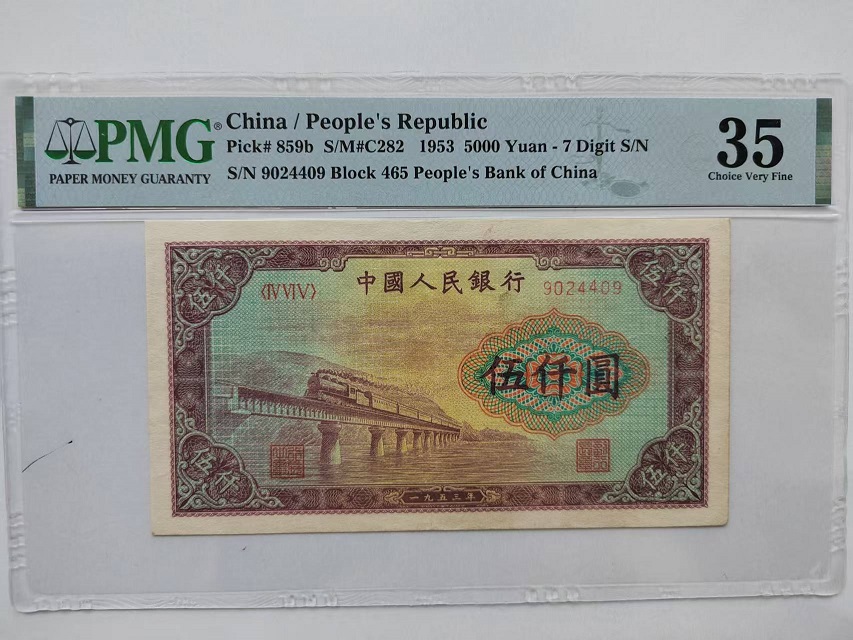 PMG®
PAPER MONEY GUARANTY
China / People's Republic
Pick# 859b S/M#C282 1953 5000 Yuan - 7 Digit S/N
S/N 9024409 Block 465 People's Bank of China
35
Choice Very Fine
伍仟
伍仟
中國人民銀行
〈IV VI V〉
9024409
伍仟圓
伍仟
伍仟
一九五三年